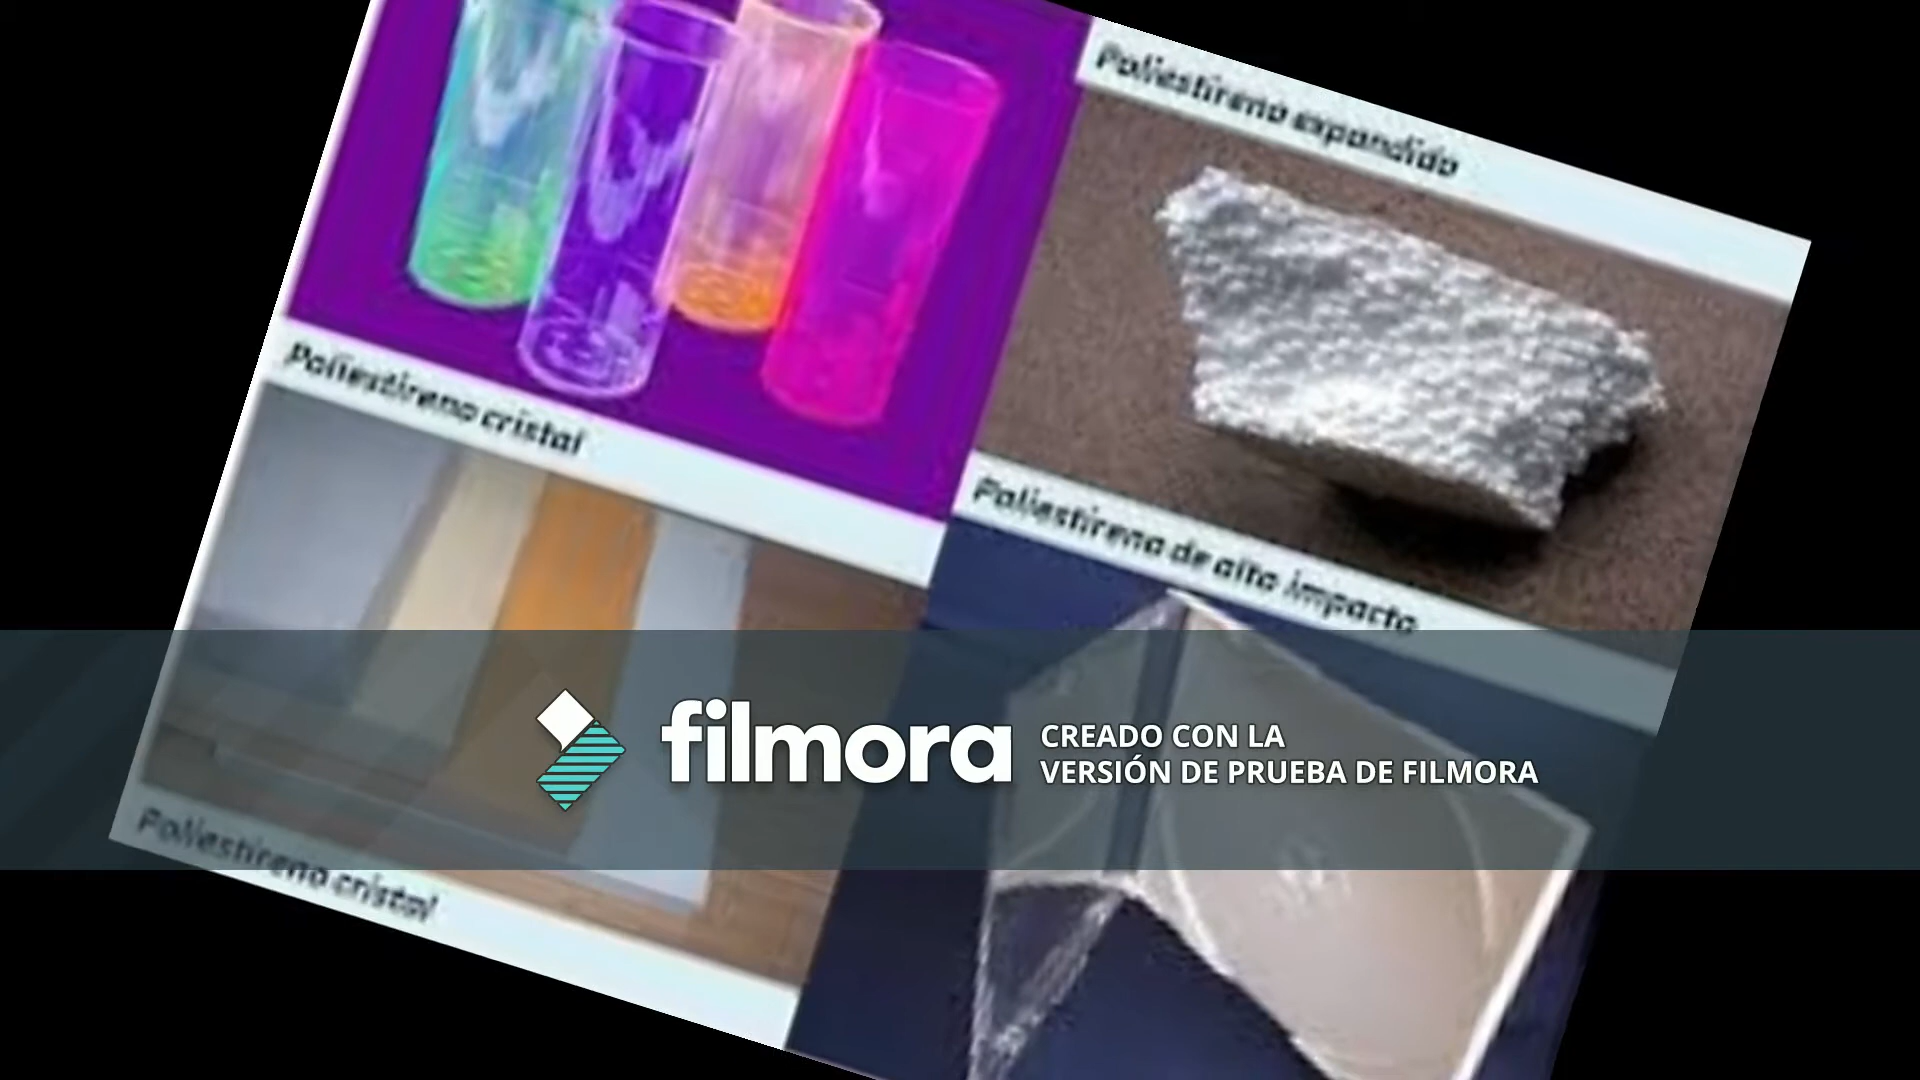 Poliestireno expandido
Poliestireno cristal
Poliestireno de alto impacto
Poliestireno cristal
filmora
CREADO CON LA
VERSIÓN DE PRUEBA DE FILMORA